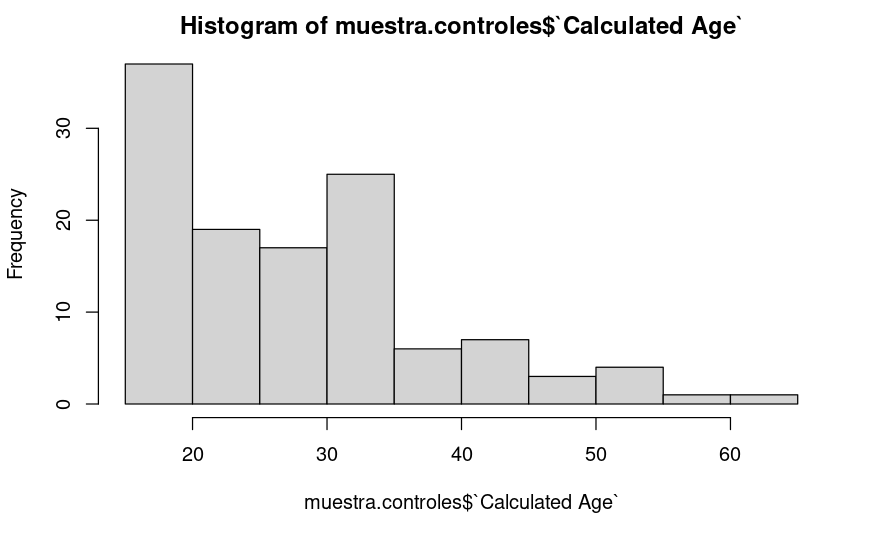 Histogram of muestra.controles$`Calculated Age`
Frequency
30
20
10
0
20 30 40 50 60
muestra.controles$`Calculated Age`